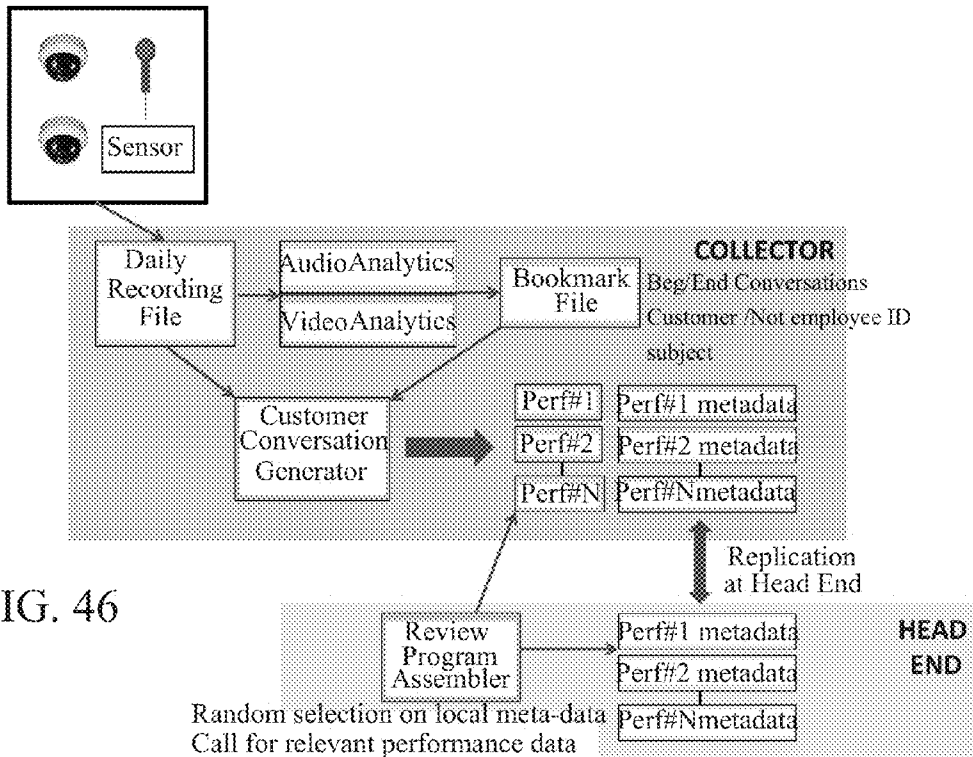 Sensor
COLLECTOR
Daily
Recording
File
AudioAnalytics
VideoAnalytics
Bookmark
File
Beg/End Conversations
Customer /Not employee ID
subject
Customer
Conversation
Generator
Perf#1
Perf#2
Perf#N
Perf#1 metadata
Perf#2 metadata
Perf#Nmetadata
Replication
at Head End
IG. 46
Review
Program
Assembler
Perf#1 metadata
Perf#2 metadata
Perf#Nmetadata
HEAD
END
Random selection on local meta-data
Call for relevant performance data